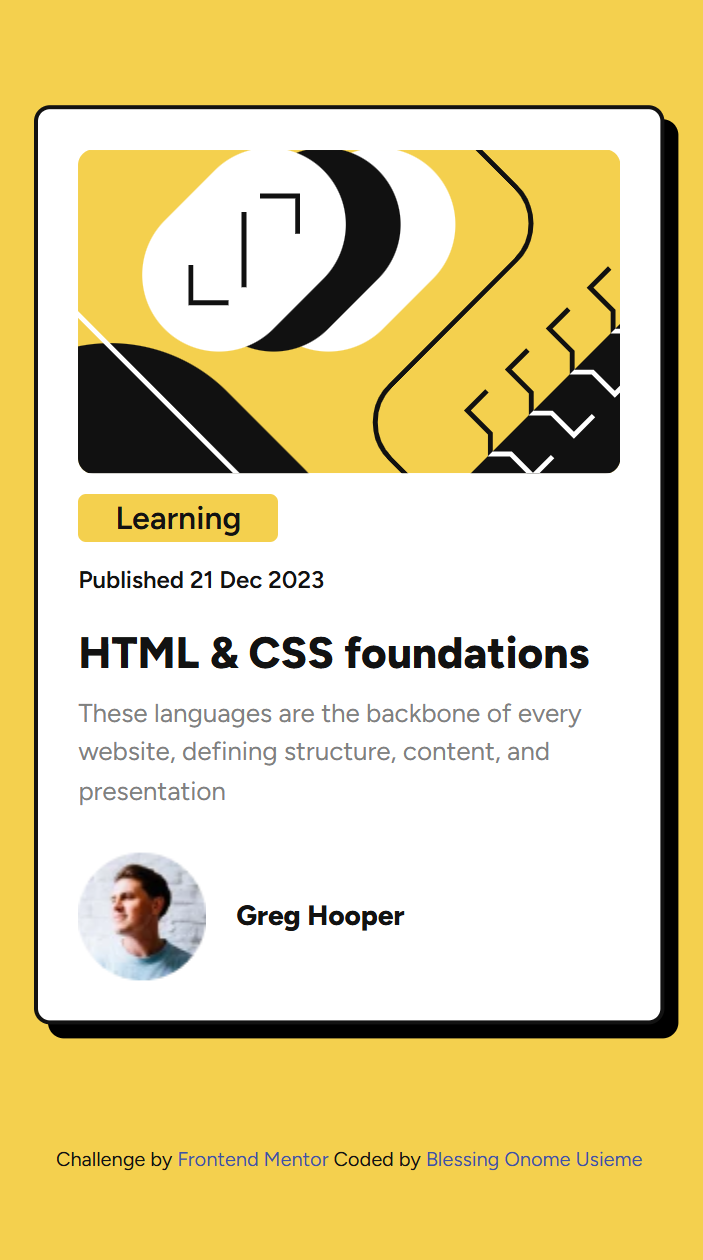 Learning
Published 21 Dec 2023
HTML & CSS foundations
These languages are the backbone of every
website, defining structure, content, and
presentation
Greg Hooper
Challenge by Frontend Mentor Coded by Blessing Onome Usieme